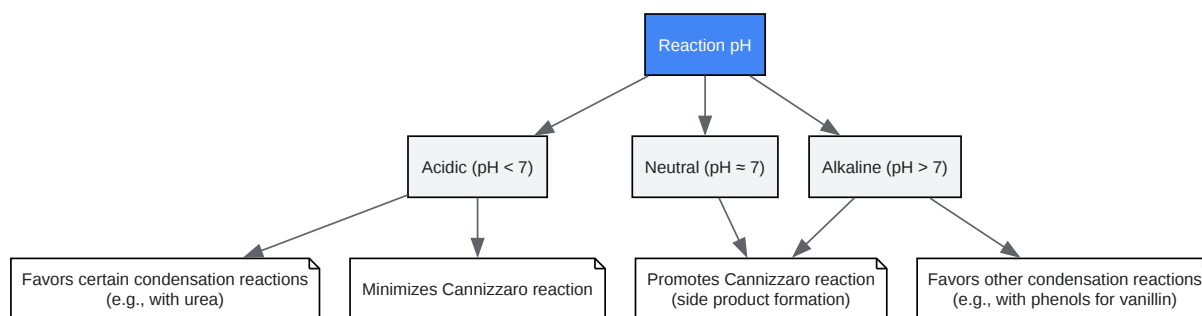 Reaction pH
Acidic (pH < 7)
Neutral (pH ≈ 7)
Alkaline (pH > 7)
Favors certain condensation reactions
(e.g., with urea)
Minimizes Cannizzaro reaction
Promotes Cannizzaro reaction
(side product formation)
Favors other condensation reactions
(e.g., with phenols for vanillin)